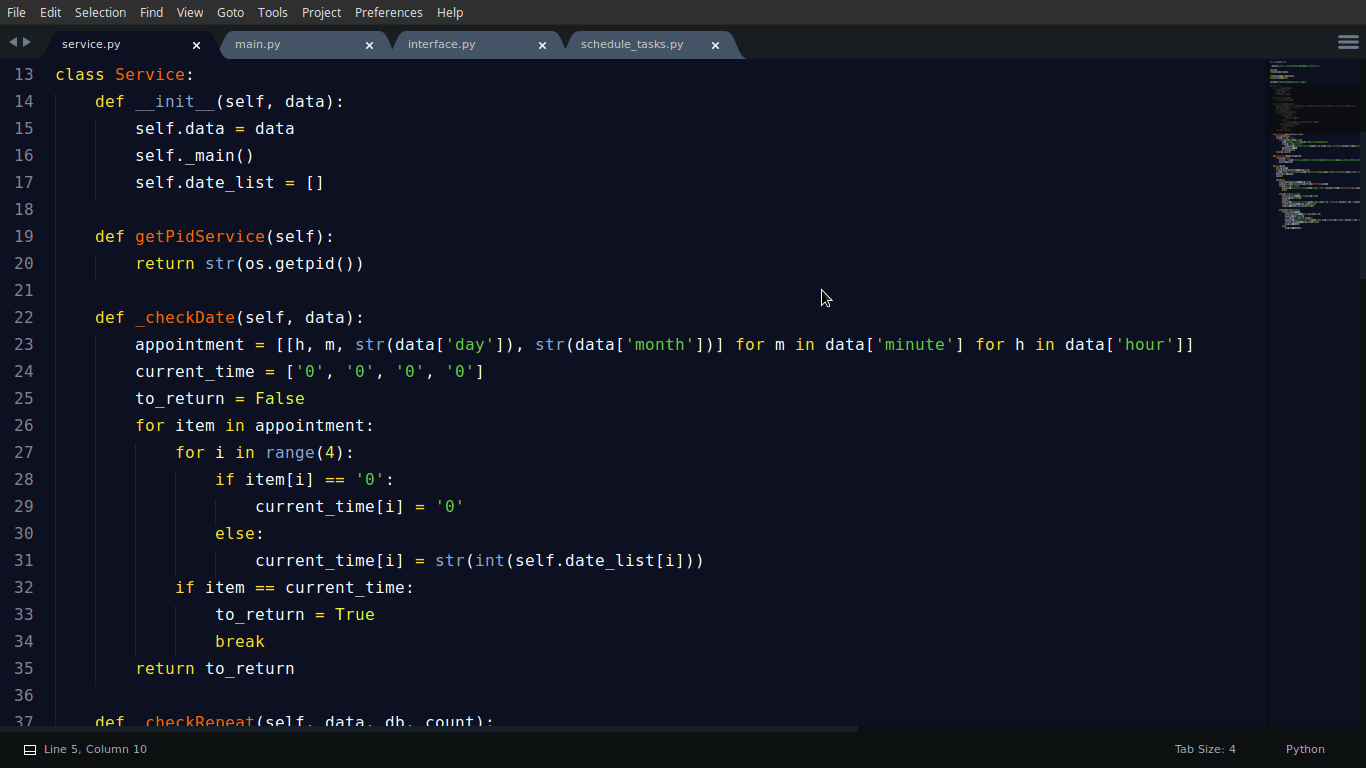 File Edit Selection Find View Goto Tools Project Preferences Help
service.py × main.py × interface.py × schedule_tasks.py ×
13 class Service:
14     def __init__(self, data):
15         self.data = data
16         self._main()
17         self.date_list = []
18
19     def getPidService(self):
20         return str(os.getpid())
21
22     def _checkDate(self, data):
23         appointment = [[h, m, str(data['day']), str(data['month'])] for m in data['minute'] for h in data['hour']]
24         current_time = ['0', '0', '0', '0']
25         to_return = False
26         for item in appointment:
27             for i in range(4):
28                 if item[i] == '0':
29                     current_time[i] = '0'
30                 else:
31                     current_time[i] = str(int(self.date_list[i]))
32             if item == current_time:
33                 to_return = True
34                 break
35         return to_return
36
37     def _checkRepeat(self, data, db, count):
Line 5, Column 10 Tab Size: 4 Python